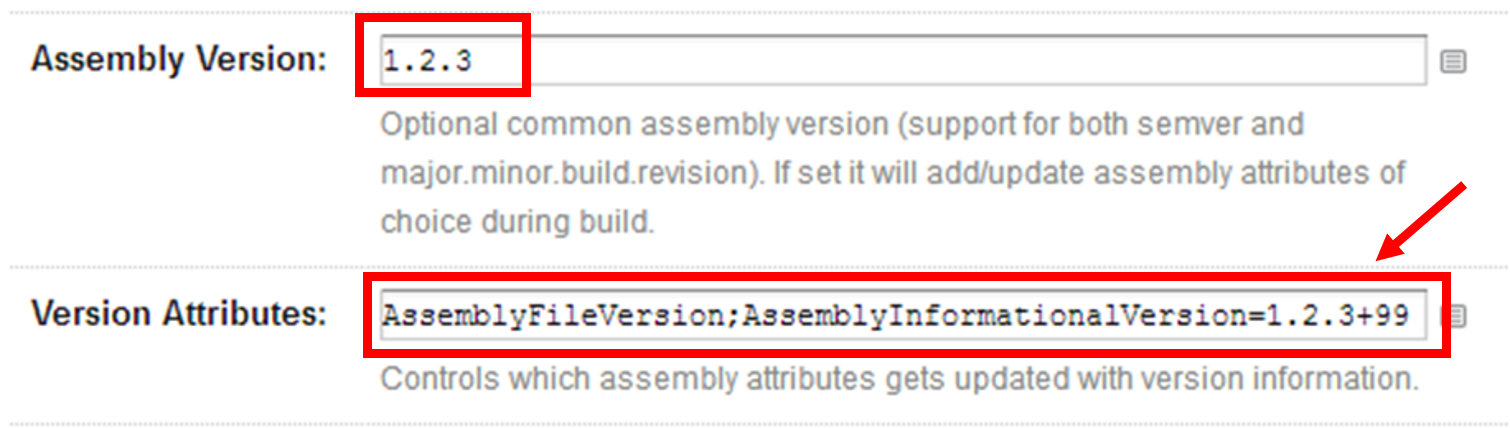 Assembly Version:
1.2.3
Optional common assembly version (support for both semver and
major.minor.build.revision). If set it will add/update assembly attributes of
choice during build.
Version Attributes:
AssemblyFileVersion;AssemblyInformationalVersion=1.2.3+99
Controls which assembly attributes gets updated with version information.